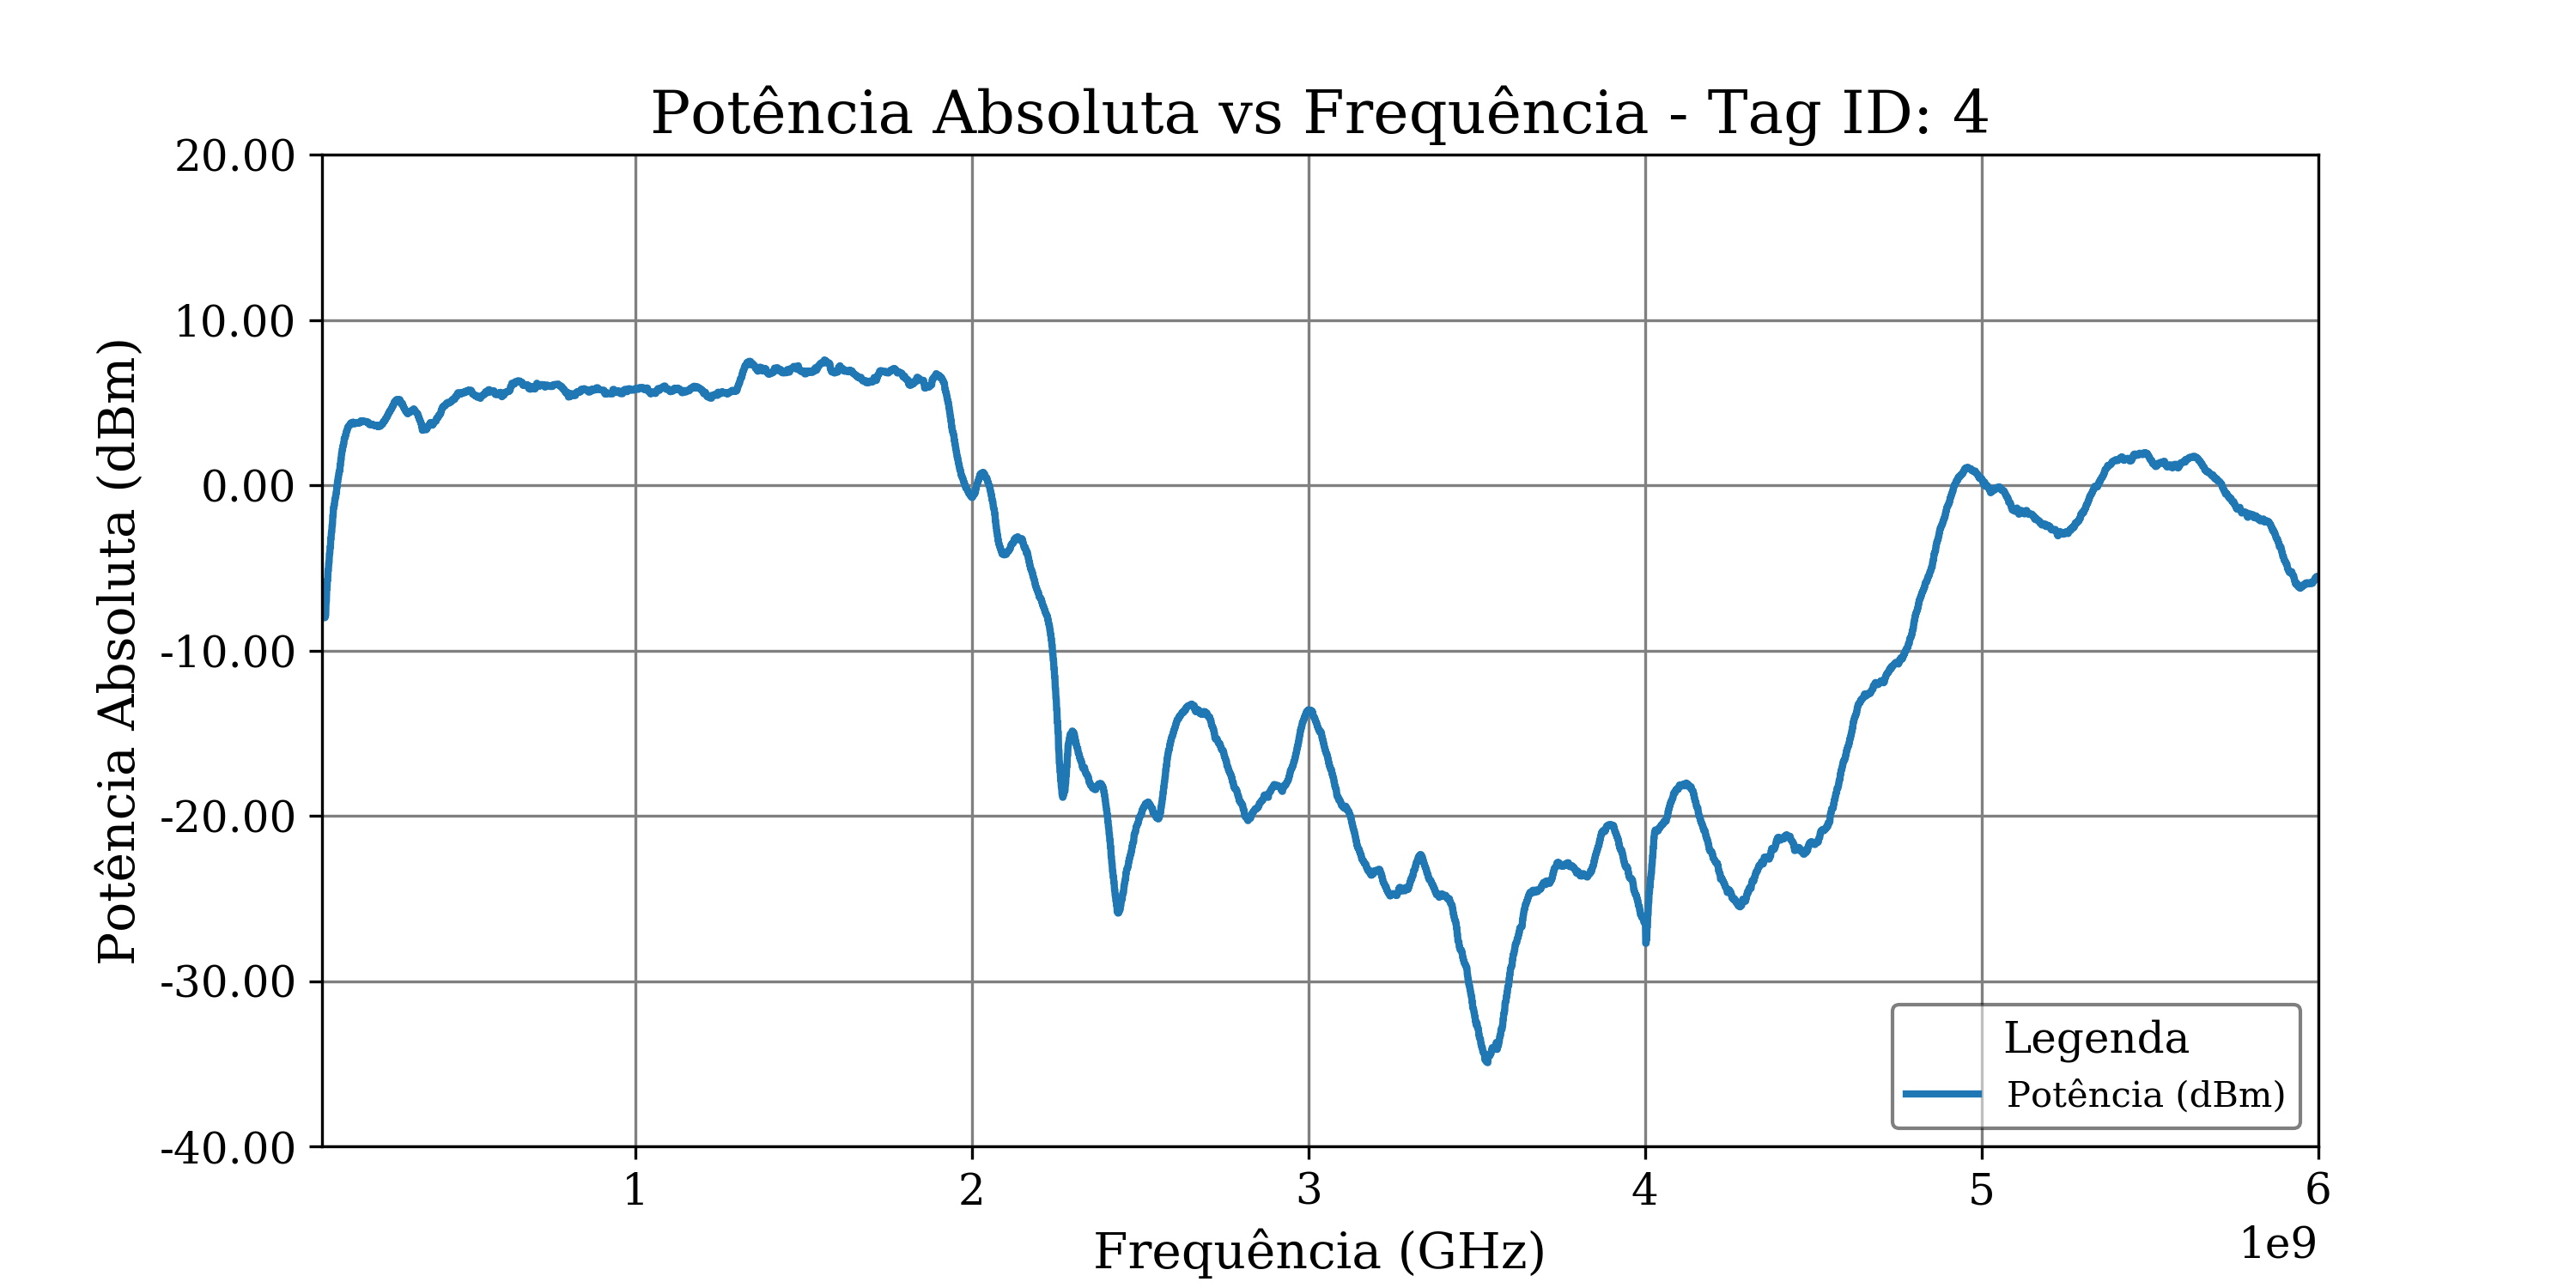 Potência Absoluta vs Frequência - Tag ID: 4
Potência Absoluta (dBm)
20.00
10.00
0.00
-10.00
-20.00
-30.00
-40.00
Legenda
Potência (dBm)
1 2 3 4 5 6
1e9
Frequência (GHz)